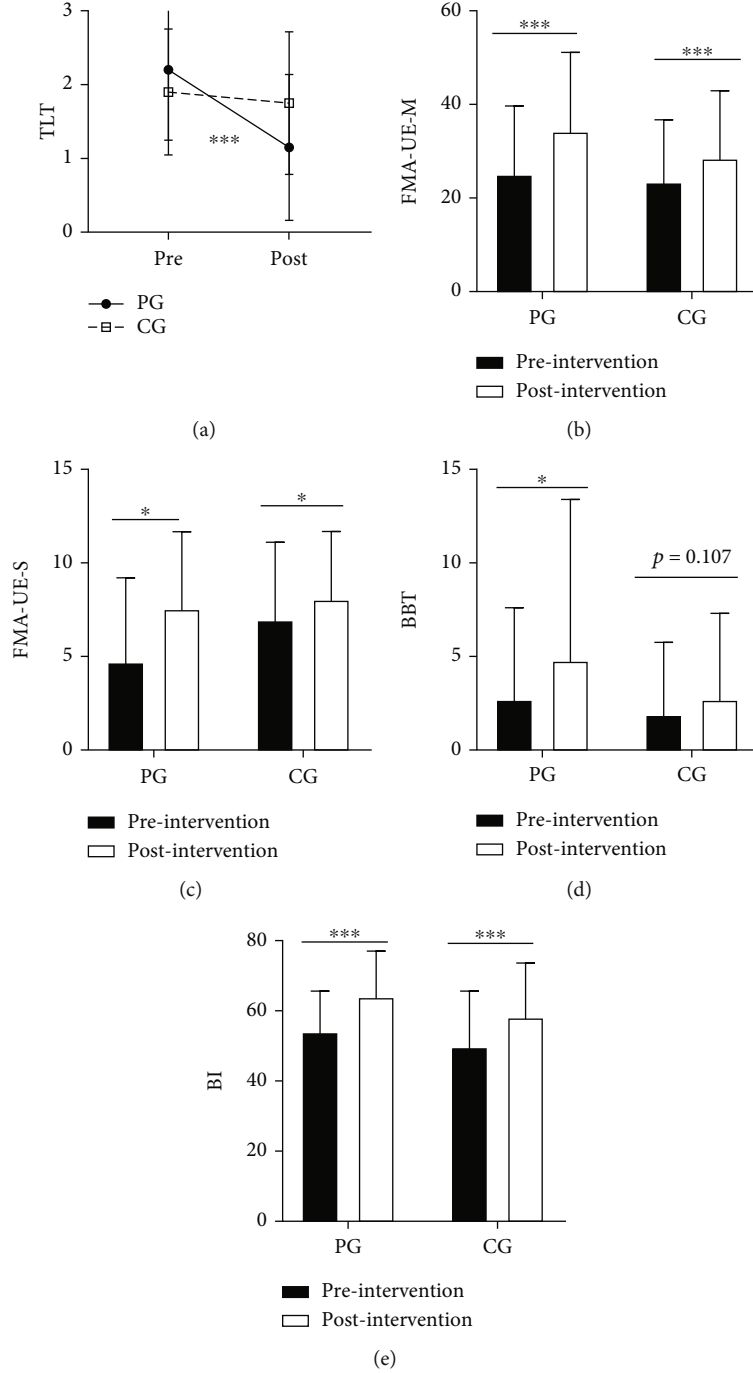 3
2
1
0
TLT
***
Pre
Post
PG
CG
(a)
60
40
20
0
FMA-UE-M
***
***
PG
CG
Pre-intervention
Post-intervention
(b)
15
10
5
0
FMA-UE-S
*
*
PG
CG
Pre-intervention
Post-intervention
(c)
15
10
5
0
BBT
*
p = 0.107
PG
CG
Pre-intervention
Post-intervention
(d)
80
60
40
20
0
BI
***
***
PG
CG
Pre-intervention
Post-intervention
(e)